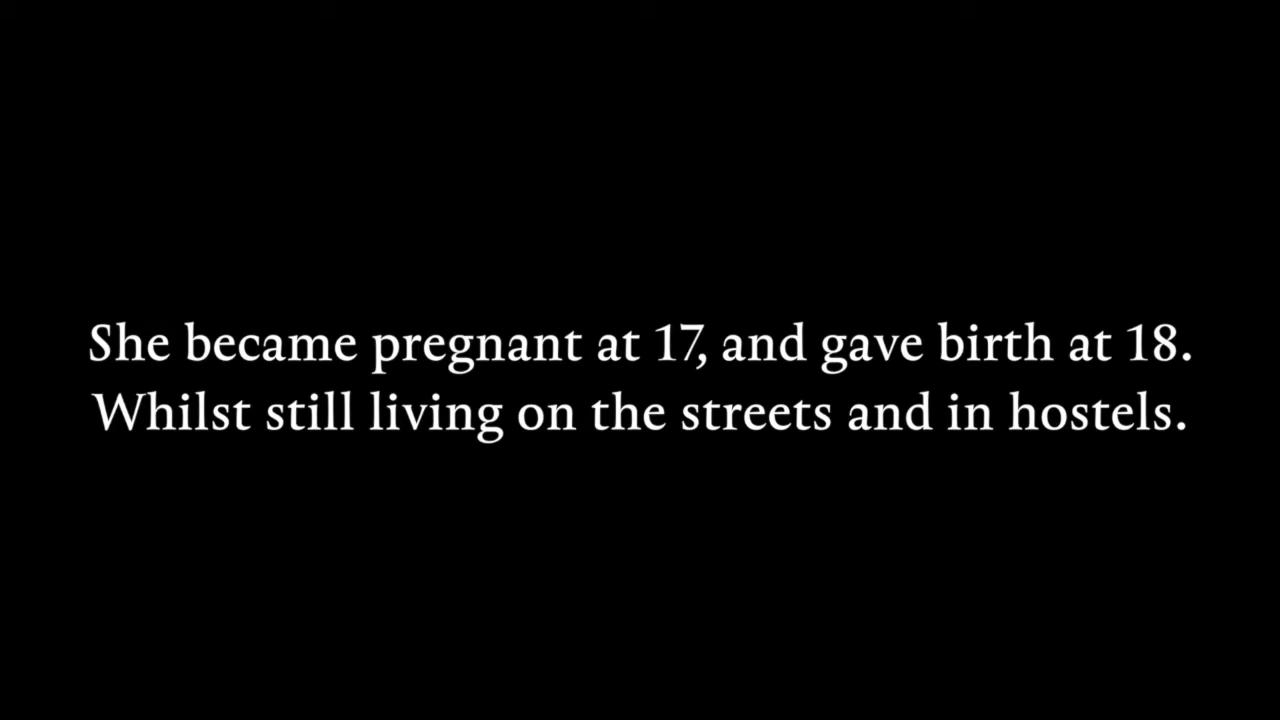 She became pregnant at 17, and gave birth at 18.
Whilst still living on the streets and in hostels.